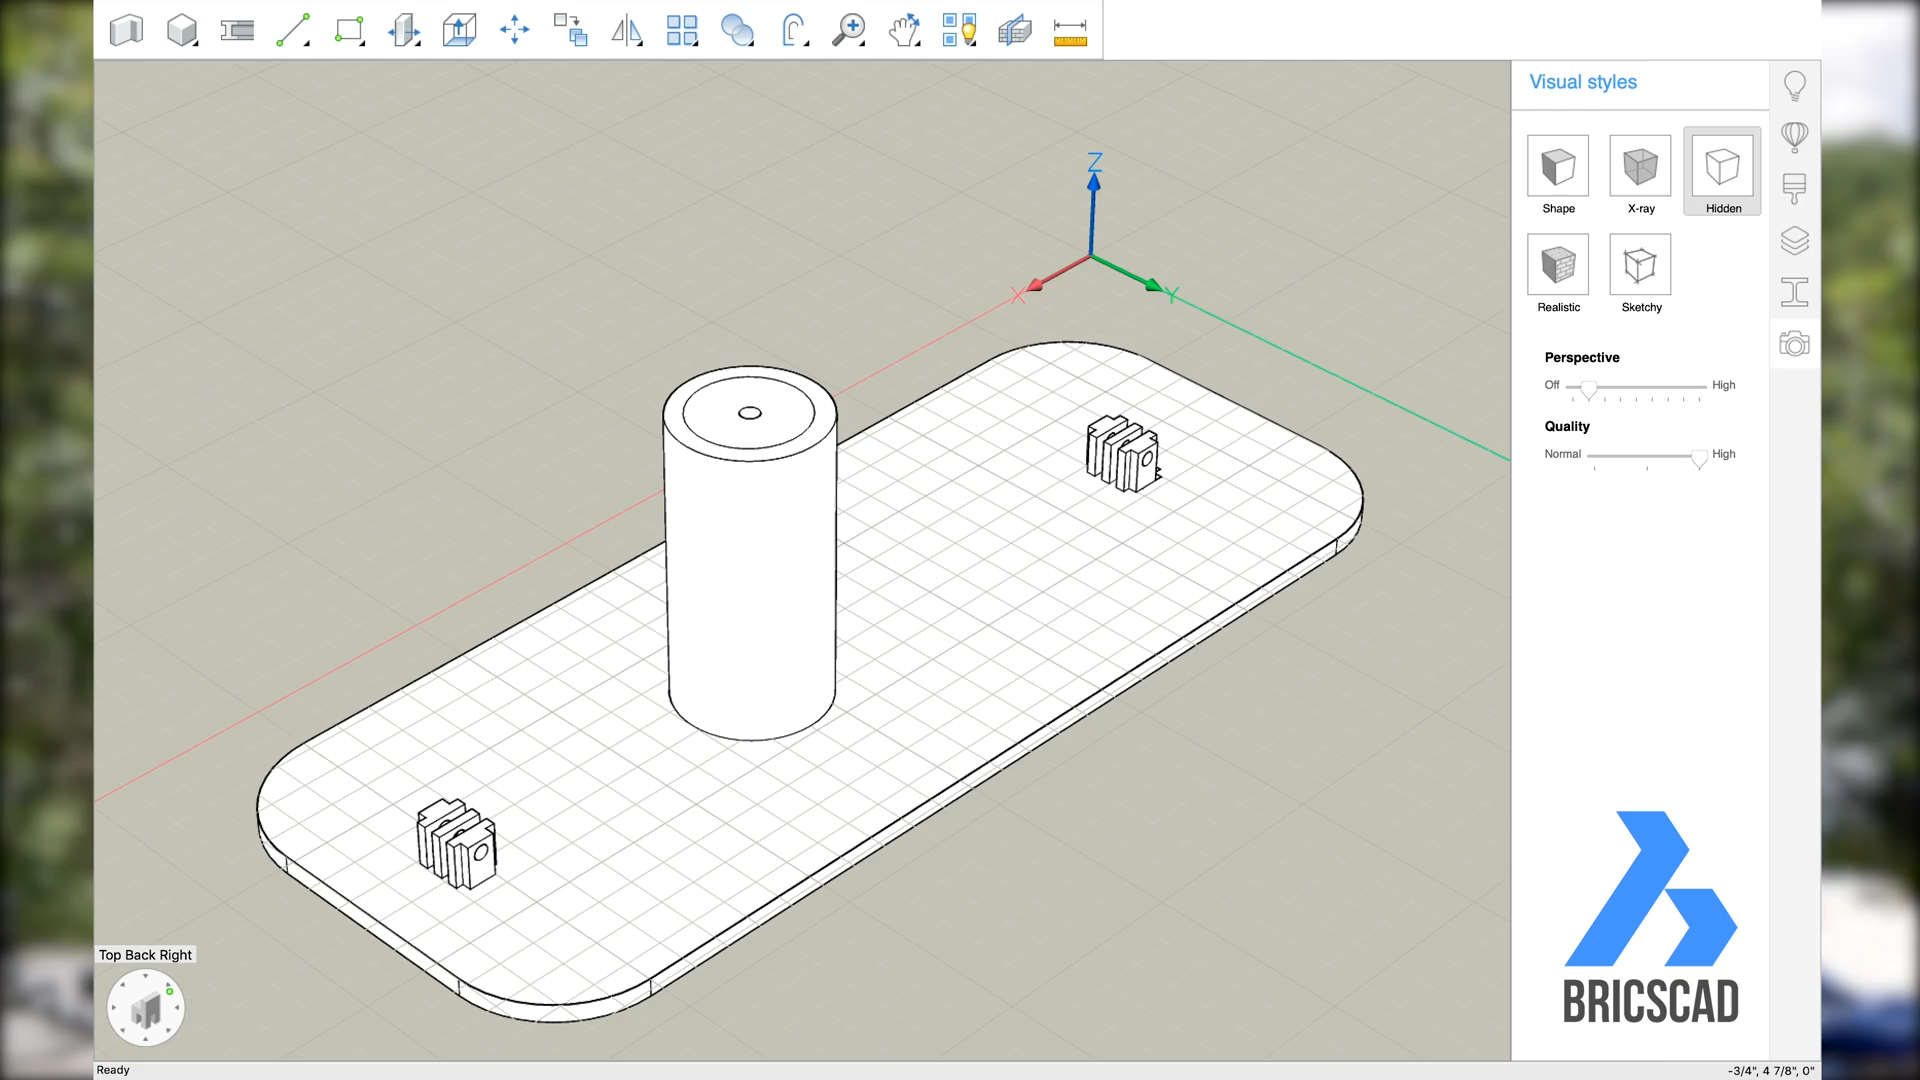 Visual styles
Z
X
Y
Shape
X-ray
Hidden
Realistic
Sketchy
Perspective
Off
High
Quality
Normal
High
BRICSCAD
Top Back Right
Ready
-3/4", 4 7/8", 0"